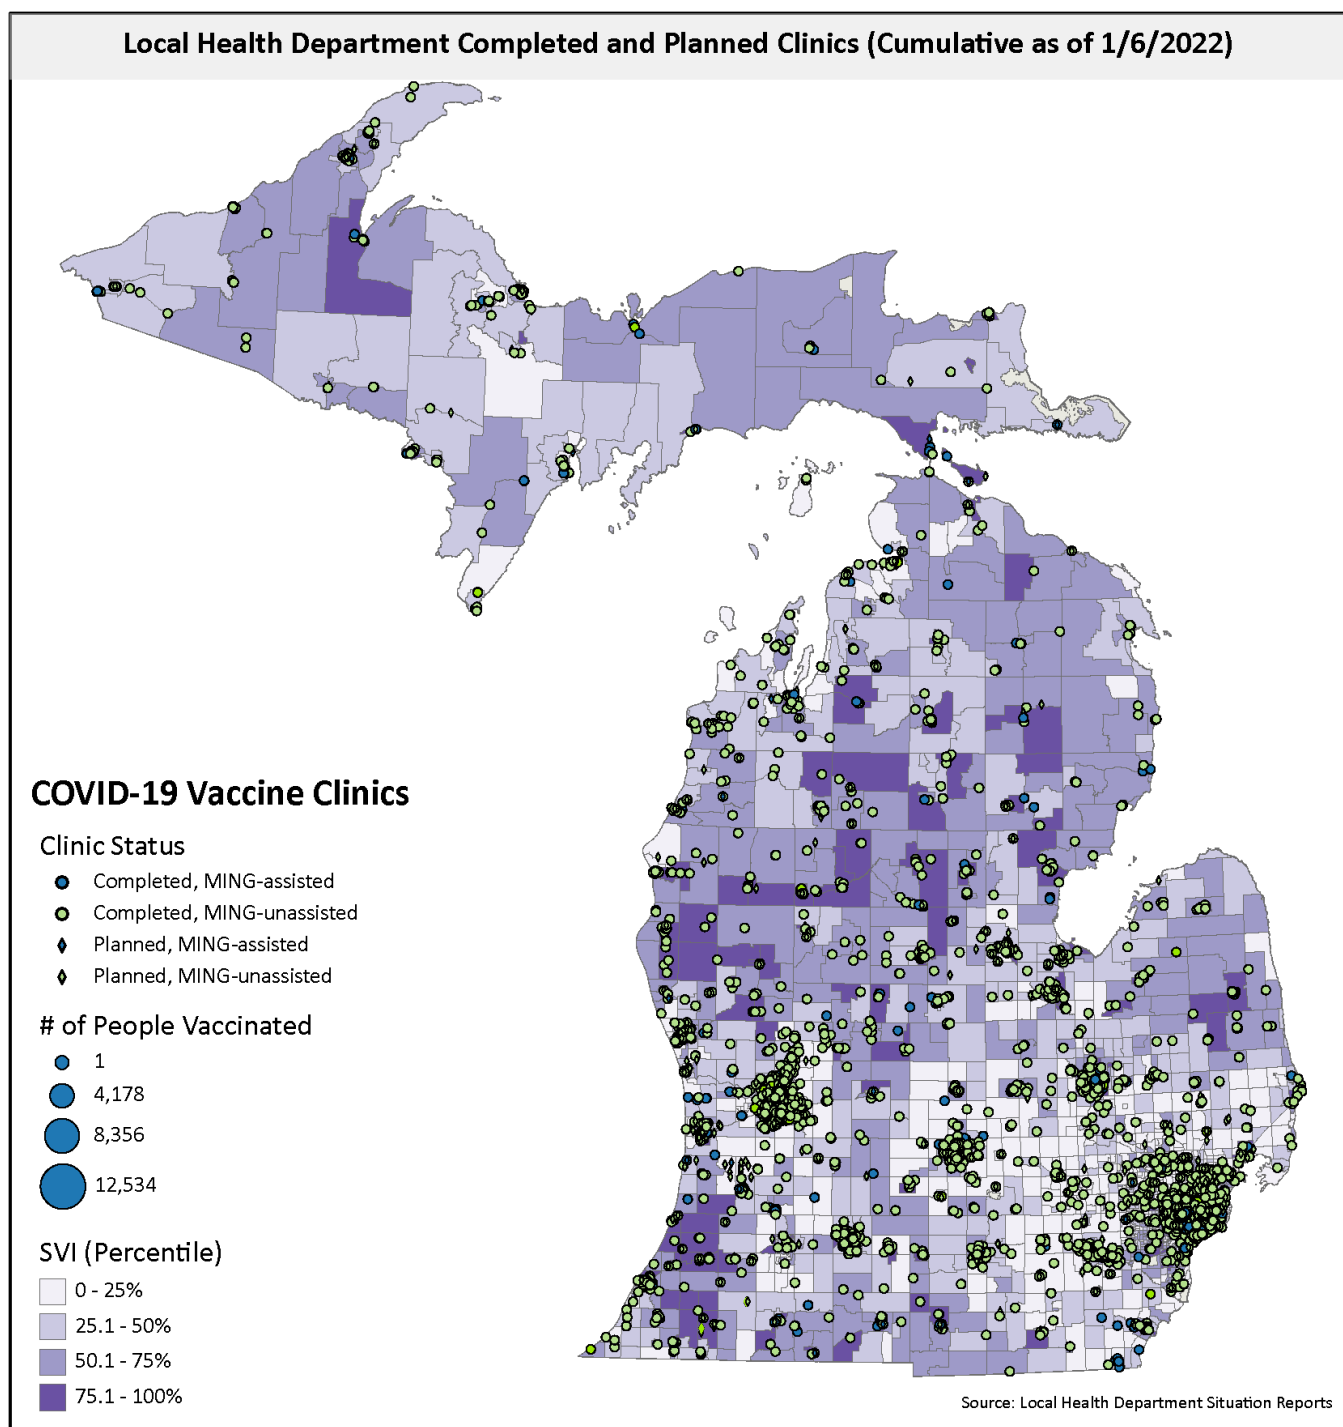 Local Health Department Completed and Planned Clinics (Cumulative as of 1/6/2022)
COVID-19 Vaccine Clinics
Clinic Status
Completed, MING-assisted
Completed, MING-unassisted
Planned, MING-assisted
Planned, MING-unassisted
# of People Vaccinated
1
4,178
8,356
12,534
SVI (Percentile)
0 - 25%
25.1 - 50%
50.1 - 75%
75.1 - 100%
Source: Local Health Department Situation Reports